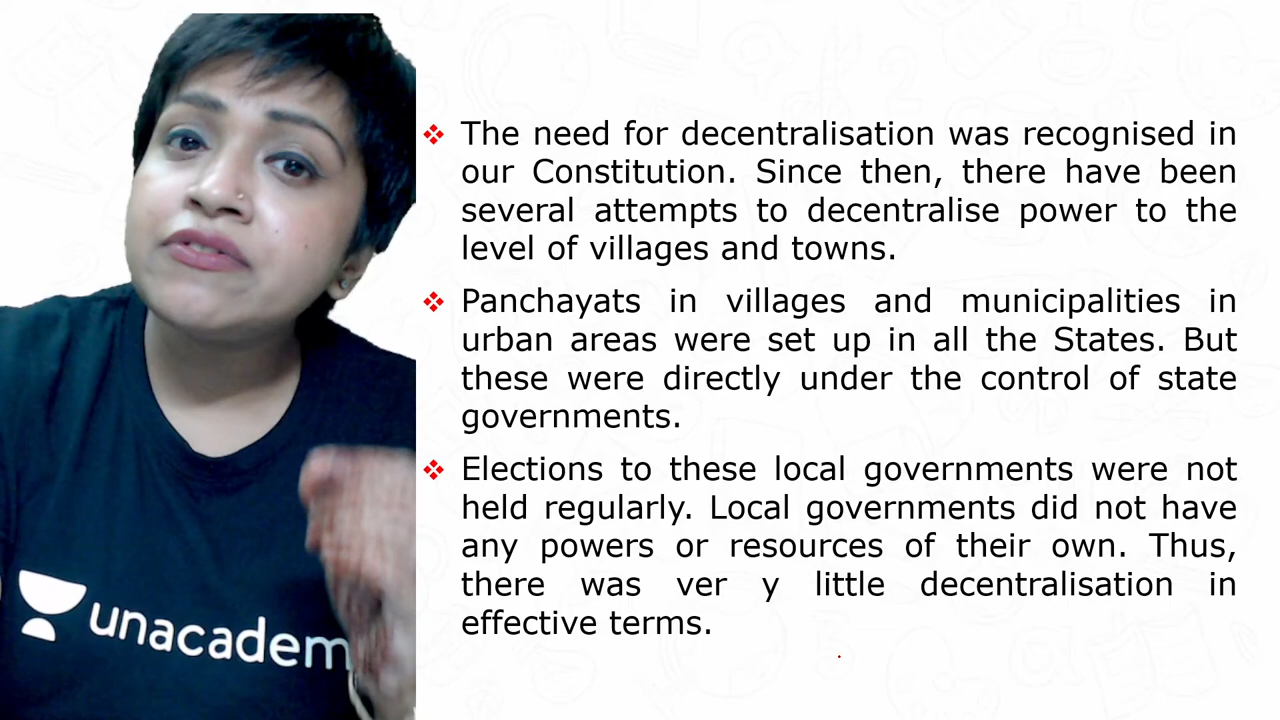 The need for decentralisation was recognised in
our Constitution. Since then, there have been
several attempts to decentralise power to the
level of villages and towns.
Panchayats in villages and municipalities in
urban areas were set up in all the States. But
these were directly under the control of state
governments.
Elections to these local governments were not
held regularly. Local governments did not have
any powers or resources of their own. Thus,
there was ver y little decentralisation in
effective terms.
unacadem